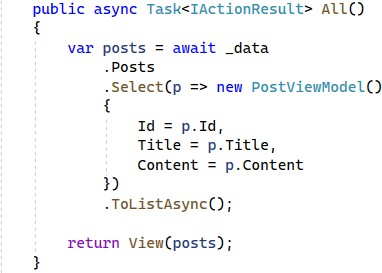 public async Task<IActionResult> All()
{
    var posts = await _data
        .Posts
        .Select(p => new PostViewModel()
        {
            Id = p.Id,
            Title = p.Title,
            Content = p.Content
        })
        .ToListAsync();

    return View(posts);
}